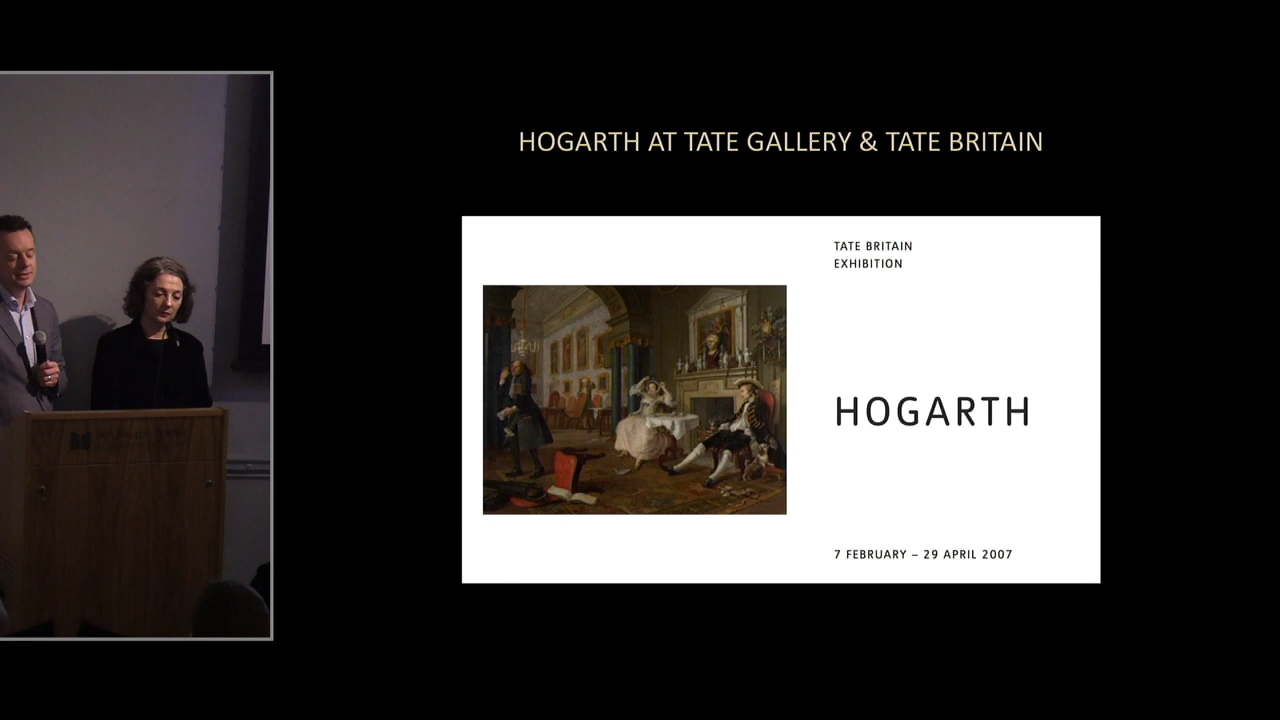 HOGARTH AT TATE GALLERY & TATE BRITAIN
TATE BRITAIN
EXHIBITION
HOGARTH
7 FEBRUARY – 29 APRIL 2007